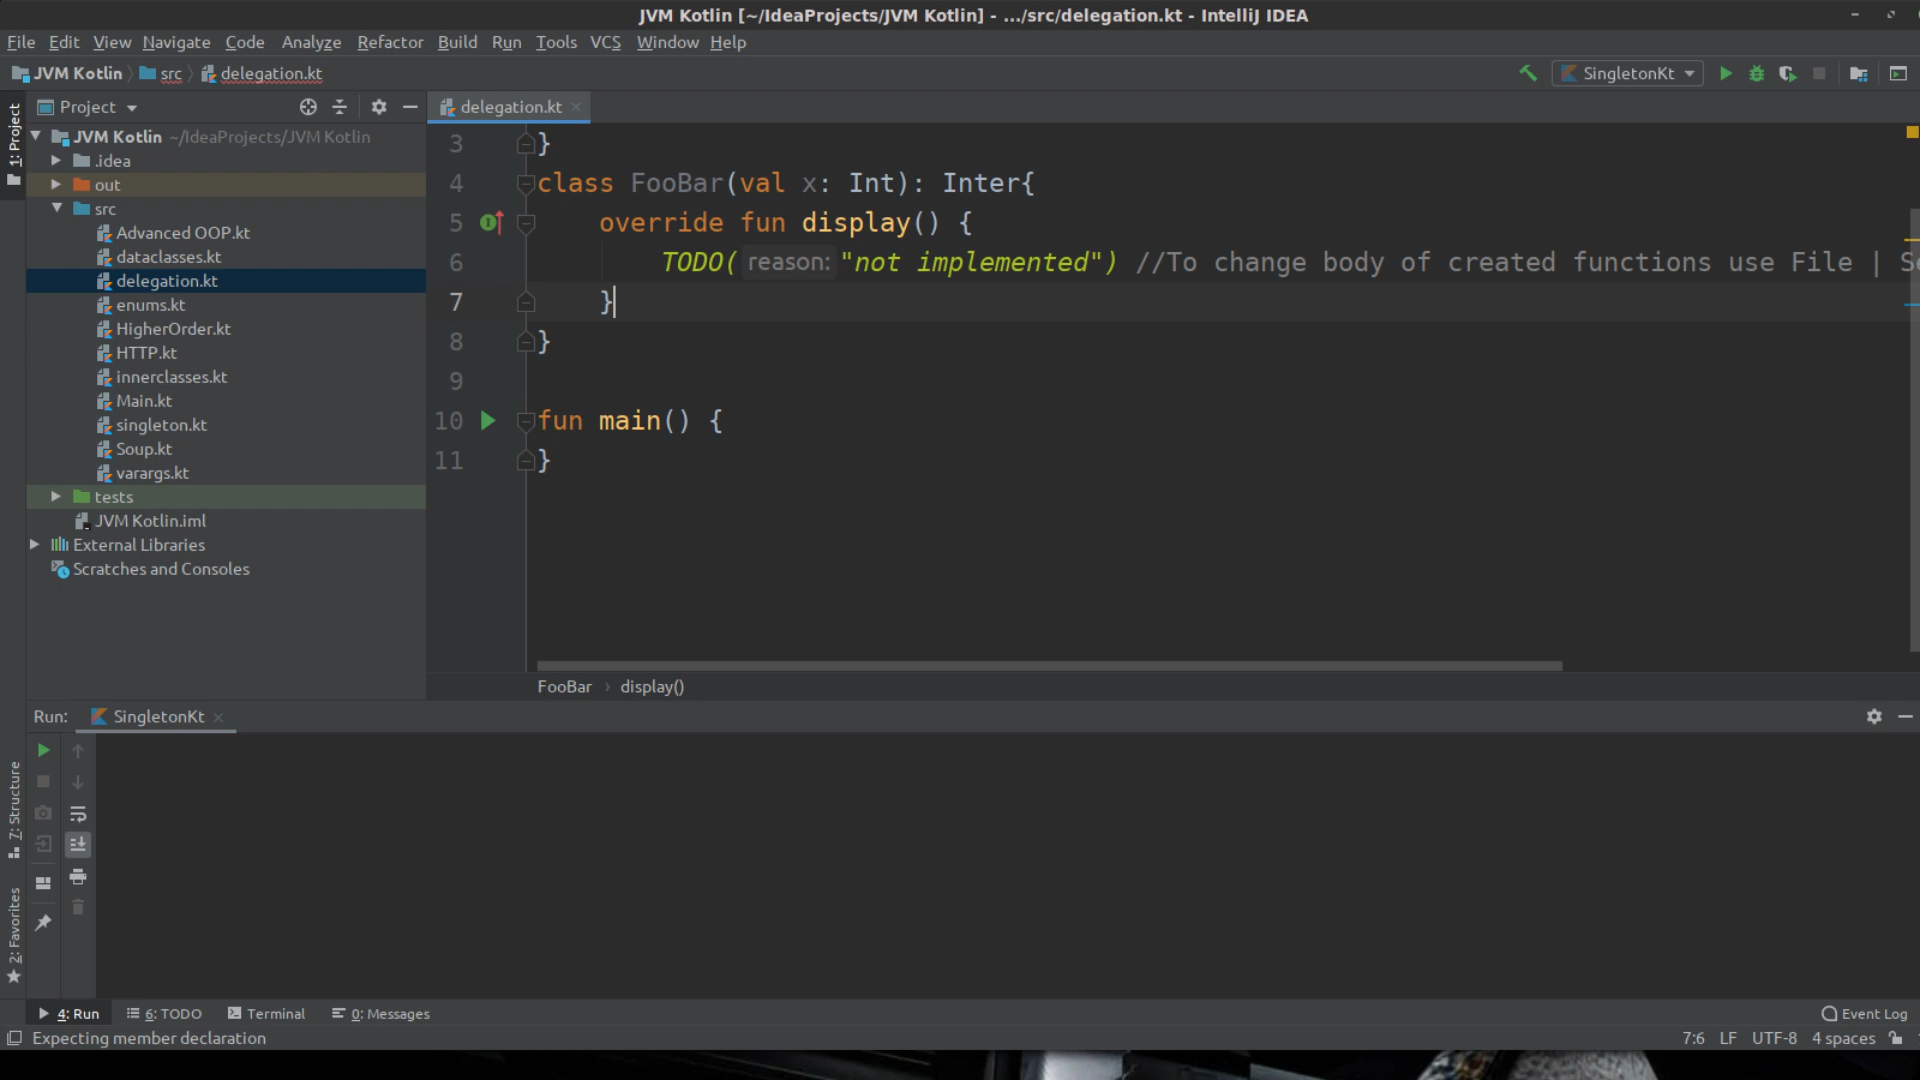 JVM Kotlin [~/IdeaProjects/JVM Kotlin] - .../src/delegation.kt - IntelliJ IDEA
File Edit View Navigate Code Analyze Refactor Build Run Tools VCS Window Help
JVM Kotlin src delegation.kt SingletonKt
Project delegation.kt
1: Project
JVM Kotlin ~/IdeaProjects/JVM Kotlin
.idea
out
src
Advanced OOP.kt
dataclasses.kt
delegation.kt
enums.kt
HigherOrder.kt
HTTP.kt
innerclasses.kt
Main.kt
singleton.kt
Soup.kt
varargs.kt
tests
JVM Kotlin.iml
External Libraries
Scratches and Consoles
3 }
4 class FooBar(val x: Int): Inter{
5 override fun display() {
6 TODO( reason: "not implemented") //To change body of created functions use File | S
7 }
8 }
9
10 fun main() {
11 }
FooBar › display()
Run: SingletonKt
7: Structure
2: Favorites
4: Run 6: TODO Terminal 0: Messages Event Log
Expecting member declaration 7:6 LF UTF-8 4 spaces